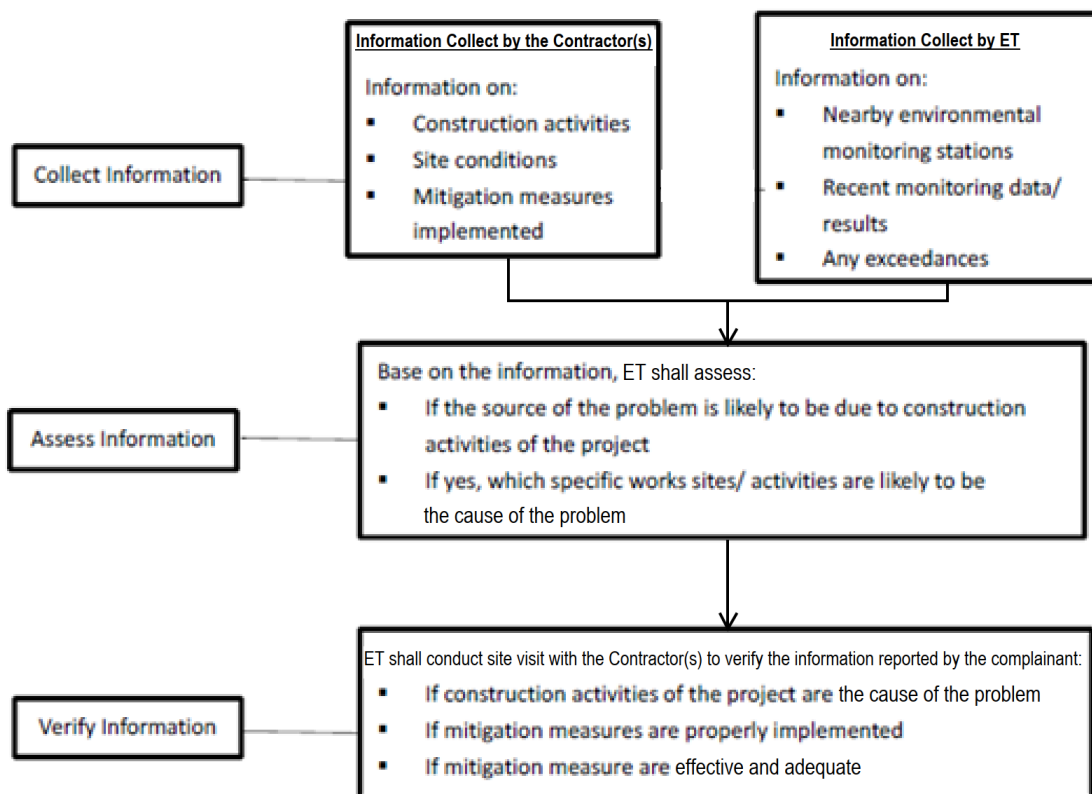 Information Collect by the Contractor(s)
Information on:
▪ Construction activities
▪ Site conditions
▪ Mitigation measures
implemented
Information Collect by ET
Information on:
▪ Nearby environmental
monitoring stations
▪ Recent monitoring data/
results
▪ Any exceedances
Collect Information
Base on the information, ET shall assess:
▪ If the source of the problem is likely to be due to construction
activities of the project
▪ If yes, which specific works sites/ activities are likely to be
the cause of the problem
Assess Information
ET shall conduct site visit with the Contractor(s) to verify the information reported by the complainant:
▪ If construction activities of the project are the cause of the problem
▪ If mitigation measures are properly implemented
▪ If mitigation measure are effective and adequate
Verify Information